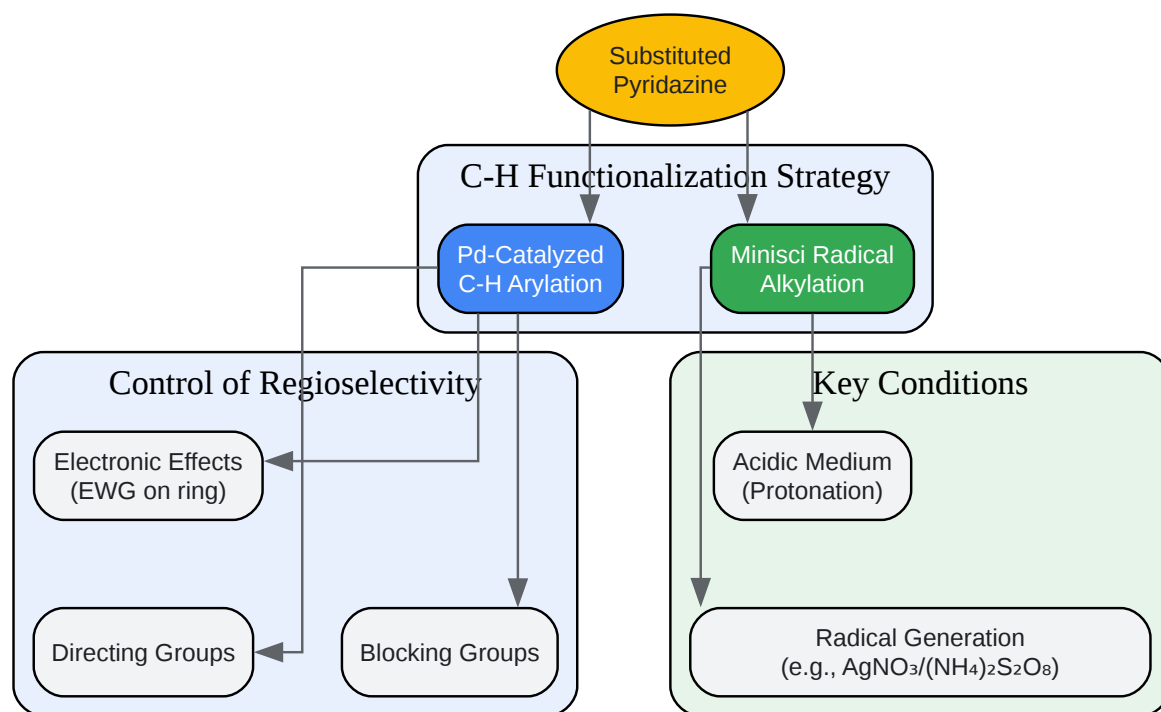 Substituted
Pyridazine
C-H Functionalization Strategy
Pd-Catalyzed
C-H Arylation
Minisci Radical
Alkylation
Control of Regioselectivity
Key Conditions
Electronic Effects
(EWG on ring)
Acidic Medium
(Protonation)
Directing Groups
Blocking Groups
Radical Generation
(e.g., AgNO₃/(NH₄)₂S₂O₈)